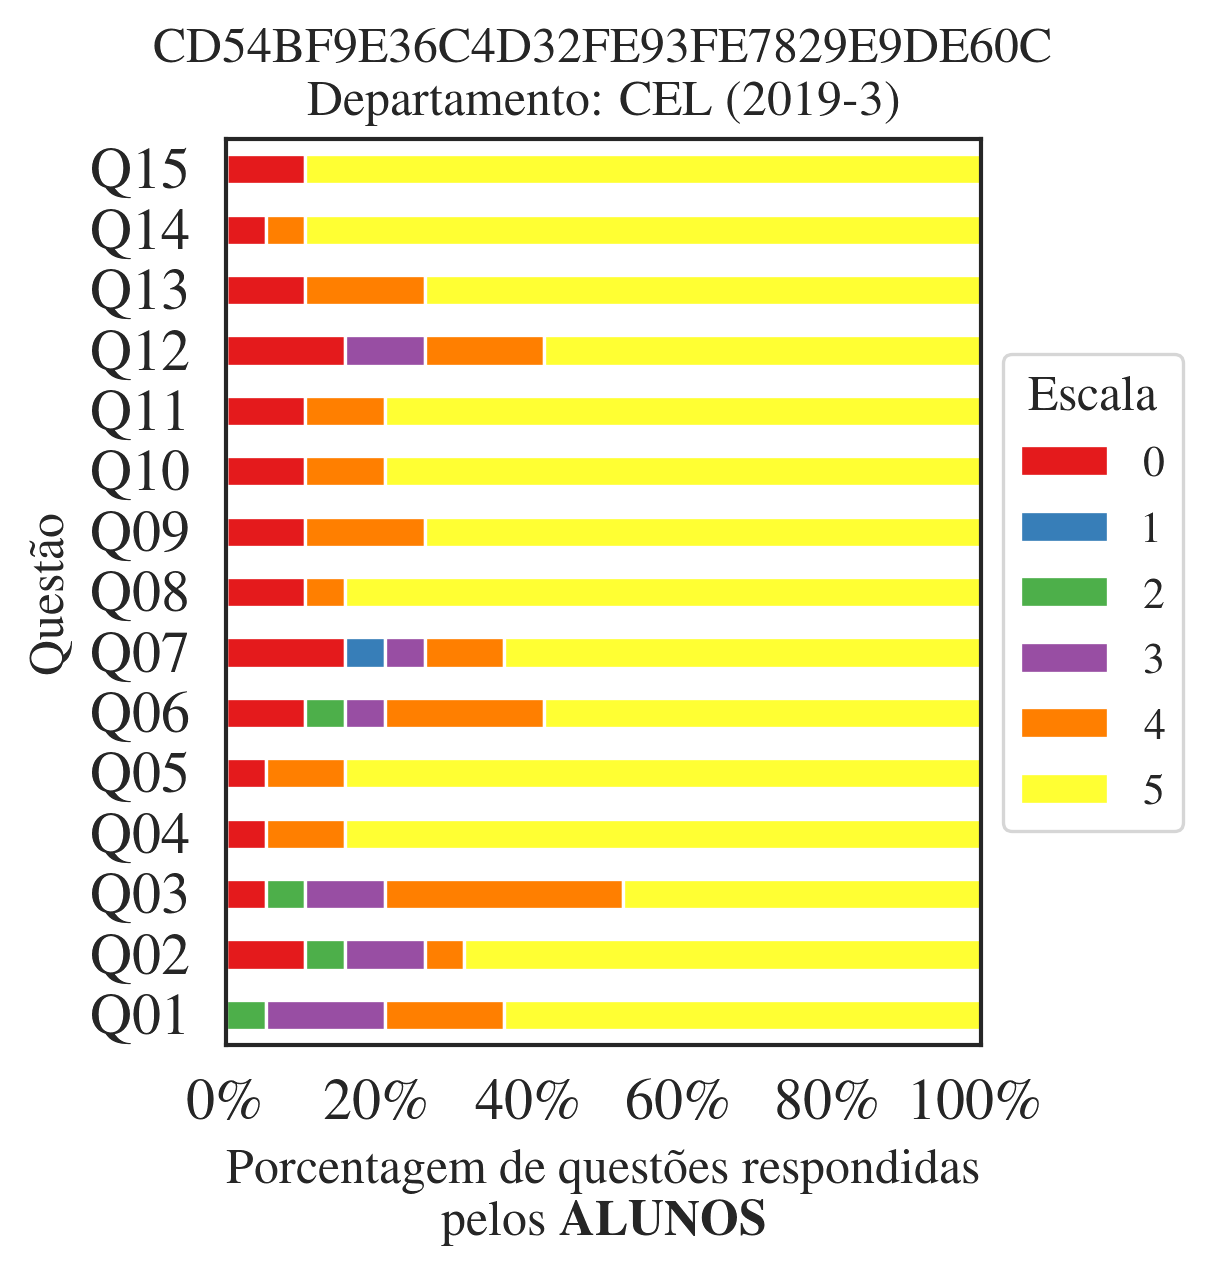 CD54BF9E36C4D32FE93FE7829E9DE60C
Departamento: CEL (2019-3)
Q15
Q14
Q13
Q12
Q11
Q10
Q09
Q08
Q07
Q06
Q05
Q04
Q03
Q02
Q01
Questão
0% 20% 40% 60% 80% 100%
Porcentagem de questões respondidas
pelos ALUNOS
Escala
0
1
2
3
4
5